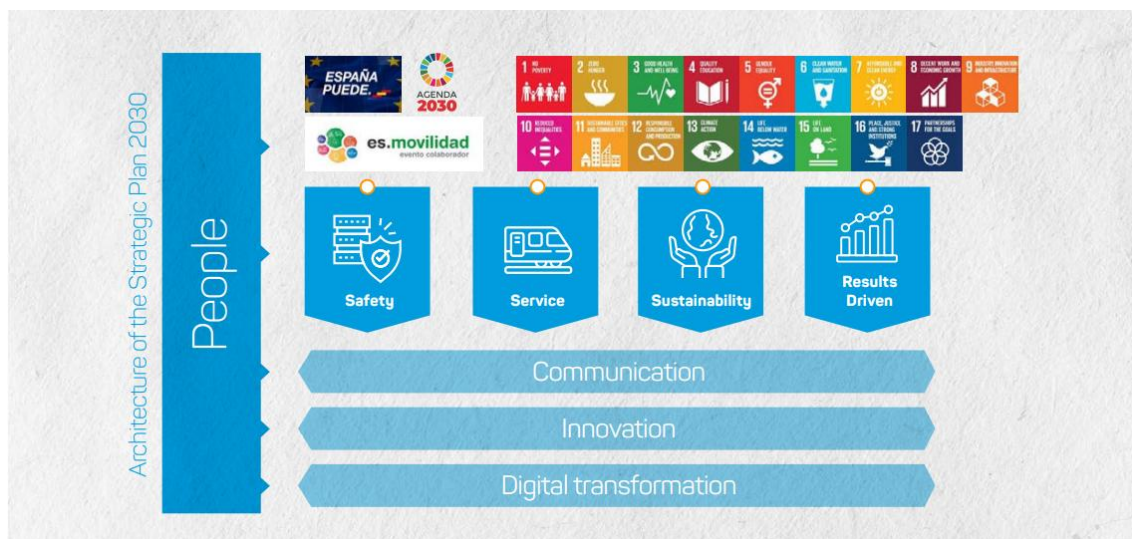 Architecture of the Strategic Plan 2030
People
ESPAÑA
PUEDE.
AGENDA
2030
es.movilidad
evento colaborador
1 NO
POVERTY
2 ZERO
HUNGER
3 GOOD HEALTH
AND WELL-BEING
4 QUALITY
EDUCATION
5 GENDER
EQUALITY
6 CLEAN WATER
AND SANITATION
7 AFFORDABLE AND
CLEAN ENERGY
8 DECENT WORK AND
ECONOMIC GROWTH
9 INDUSTRY, INNOVATION
AND INFRASTRUCTURE
10 REDUCED
INEQUALITIES
11 SUSTAINABLE CITIES
AND COMMUNITIES
12 RESPONSIBLE
CONSUMPTION
AND PRODUCTION
13 CLIMATE
ACTION
14 LIFE
BELOW WATER
15 LIFE
ON LAND
16 PEACE, JUSTICE
AND STRONG
INSTITUTIONS
17 PARTNERSHIPS
FOR THE GOALS
Safety
Service
Sustainability
Results
Driven
Communication
Innovation
Digital transformation